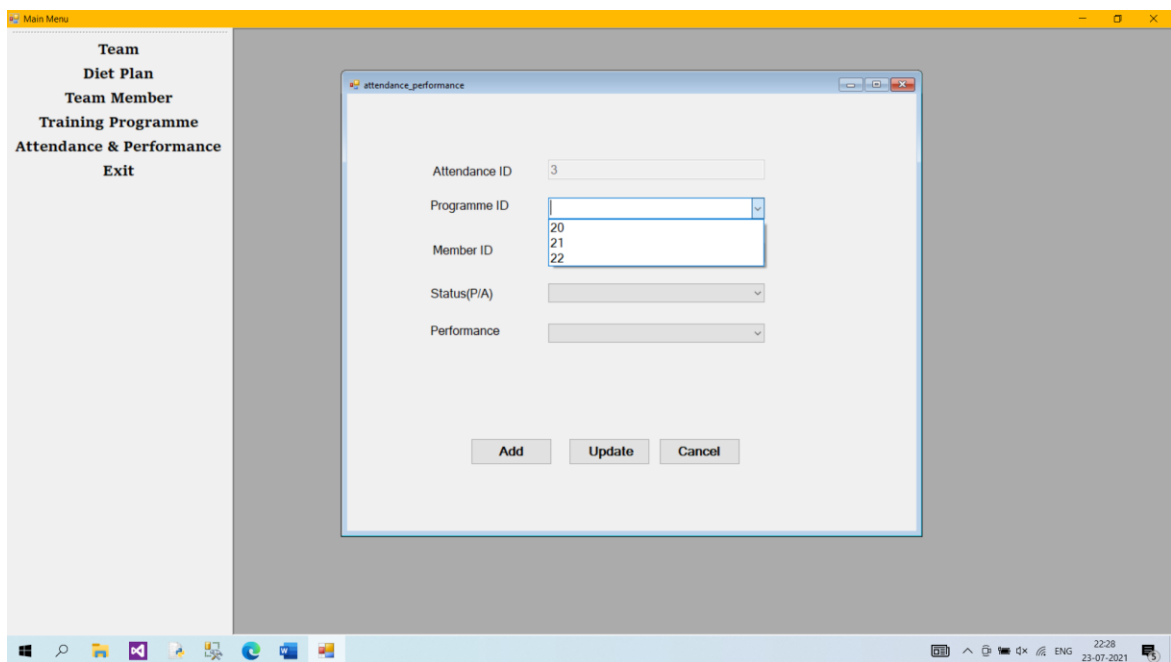 Main Menu
Team
Diet Plan
Team Member
Training Programme
Attendance & Performance
Exit
attendance_performance
Attendance ID
3
Programme ID
20
21
22
Member ID
Status(P/A)
Performance
Add
Update
Cancel
ENG
22:28
23-07-2021
5